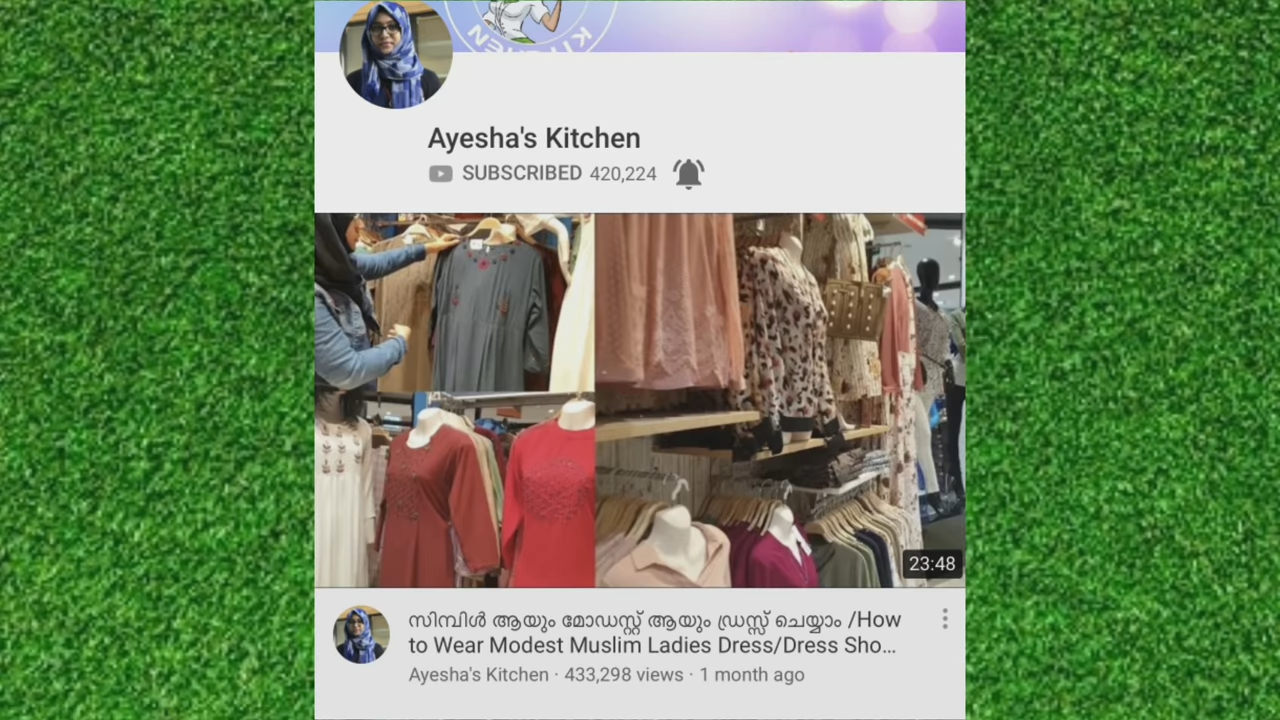 KITCHEN
Ayesha's Kitchen
SUBSCRIBED 420,224
23:48
സിമ്പിൾ ആയും മോഡസ്റ്റ് ആയും ഡ്രസ്സ് ചെയ്യാം /How
to Wear Modest Muslim Ladies Dress/Dress Sho...
Ayesha's Kitchen · 433,298 views · 1 month ago